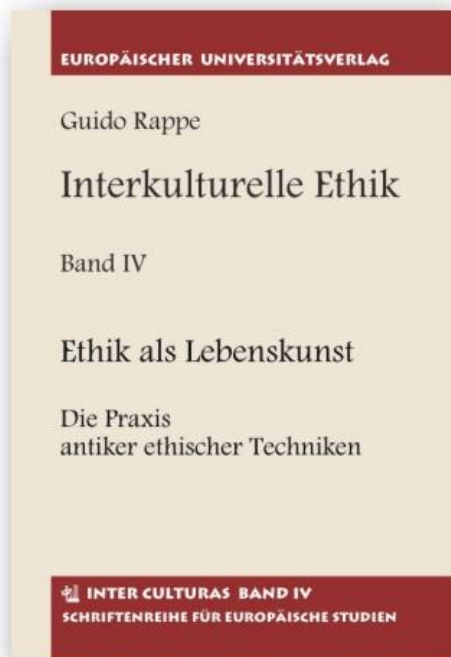 EUROPÄISCHER UNIVERSITÄTSVERLAG
Guido Rappe
Interkulturelle Ethik
Band IV
Ethik als Lebenskunst
Die Praxis
antiker ethischer Techniken
INTER CULTURAS BAND IV
SCHRIFTENREIHE FÜR EUROPÄISCHE STUDIEN